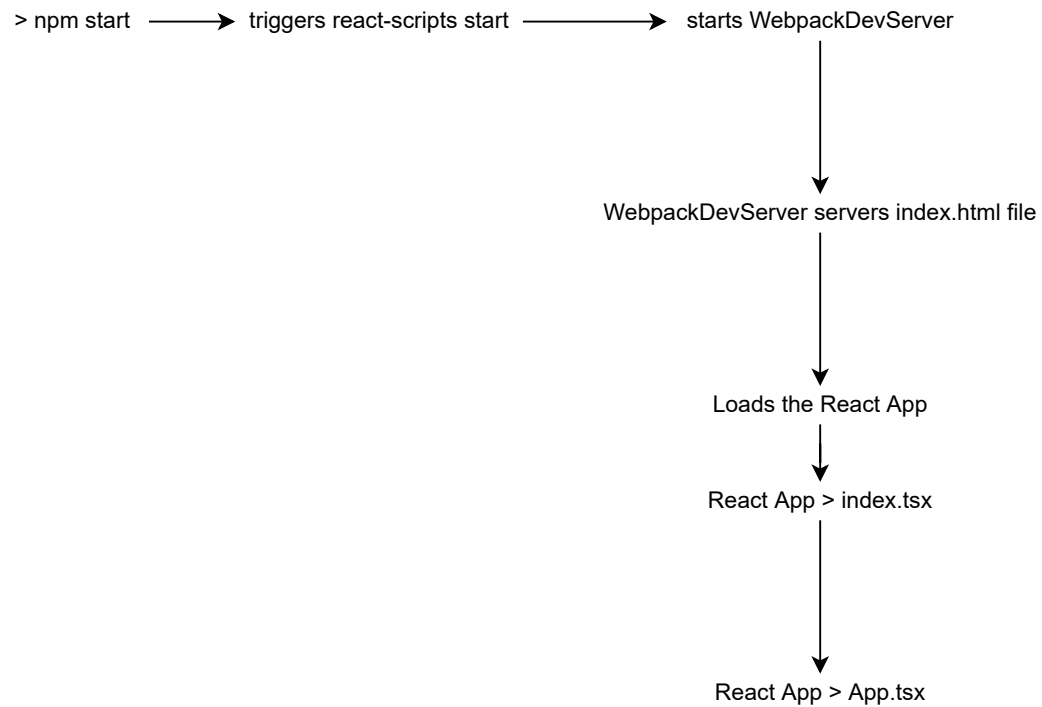 > npm start
triggers react-scripts start
starts WebpackDevServer
WebpackDevServer servers index.html file
Loads the React App
React App > index.tsx
React App > App.tsx